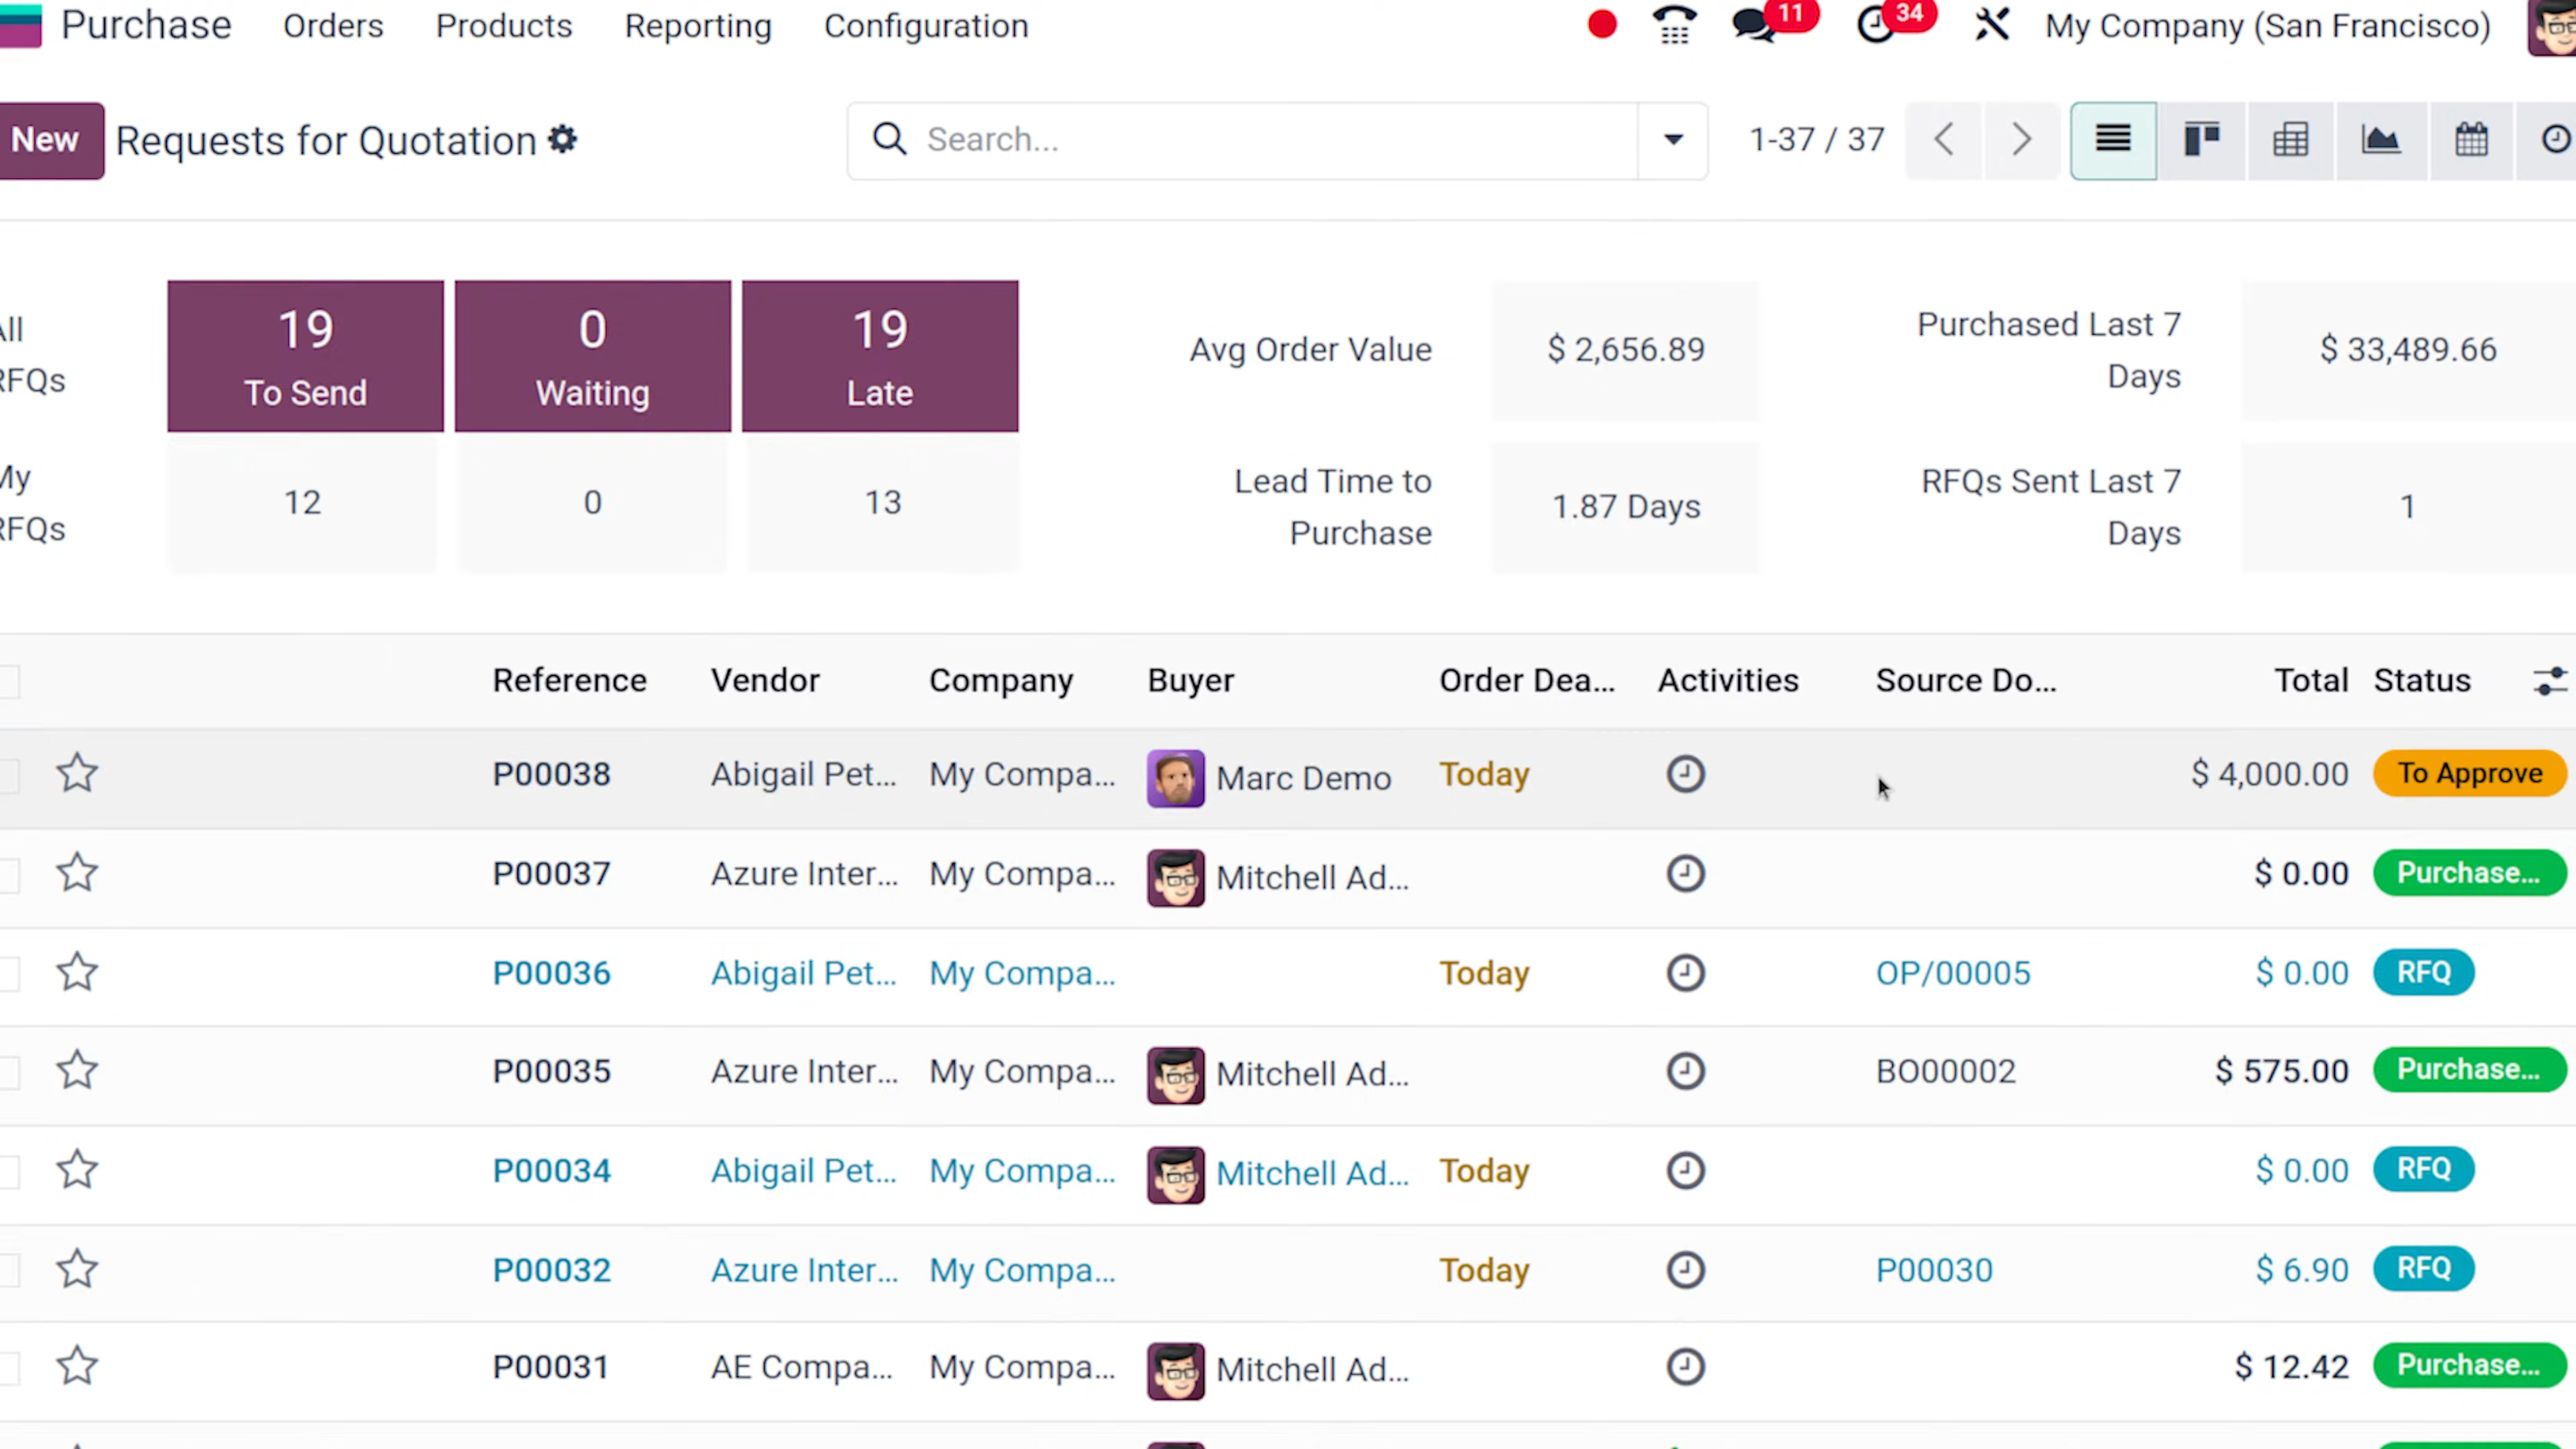 Purchase Orders Products Reporting Configuration 11 34 My Company (San Francisco)
New Requests for Quotation Search... 1-37 / 37
All RFQs
19 To Send
0 Waiting
19 Late
Avg Order Value $ 2,656.89
Purchased Last 7 Days $ 33,489.66
My RFQs
12 0 13
Lead Time to Purchase 1.87 Days
RFQs Sent Last 7 Days 1
Reference Vendor Company Buyer Order Dea... Activities Source Do... Total Status
P00038 Abigail Pet... My Compa... Marc Demo Today $ 4,000.00 To Approve
P00037 Azure Inter... My Compa... Mitchell Ad... $ 0.00 Purchase...
P00036 Abigail Pet... My Compa... Today OP/00005 $ 0.00 RFQ
P00035 Azure Inter... My Compa... Mitchell Ad... BO00002 $ 575.00 Purchase...
P00034 Abigail Pet... My Compa... Mitchell Ad... Today $ 0.00 RFQ
P00032 Azure Inter... My Compa... Today P00030 $ 6.90 RFQ
P00031 AE Compa... My Compa... Mitchell Ad... $ 12.42 Purchase...